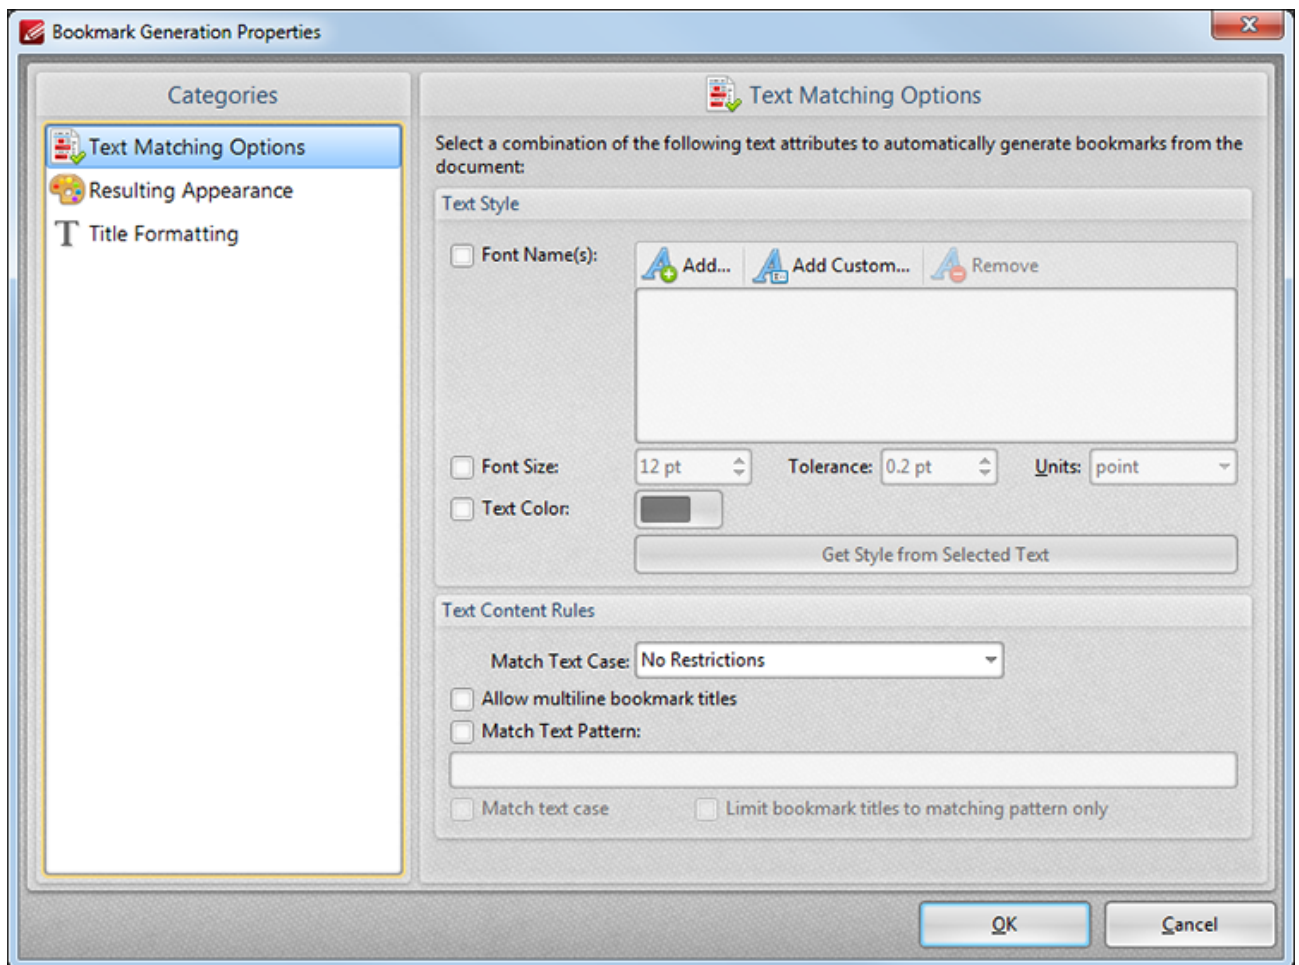 Bookmark Generation Properties
Categories
Text Matching Options
Resulting Appearance
Title Formatting
Text Matching Options
Select a combination of the following text attributes to automatically generate bookmarks from the
document:
Text Style
Font Name(s):
Add...
Add Custom...
Remove
Font Size:
12 pt
Tolerance:
0.2 pt
Units:
point
Text Color:
Get Style from Selected Text
Text Content Rules
Match Text Case:
No Restrictions
Allow multiline bookmark titles
Match Text Pattern:
Match text case
Limit bookmark titles to matching pattern only
OK
Cancel